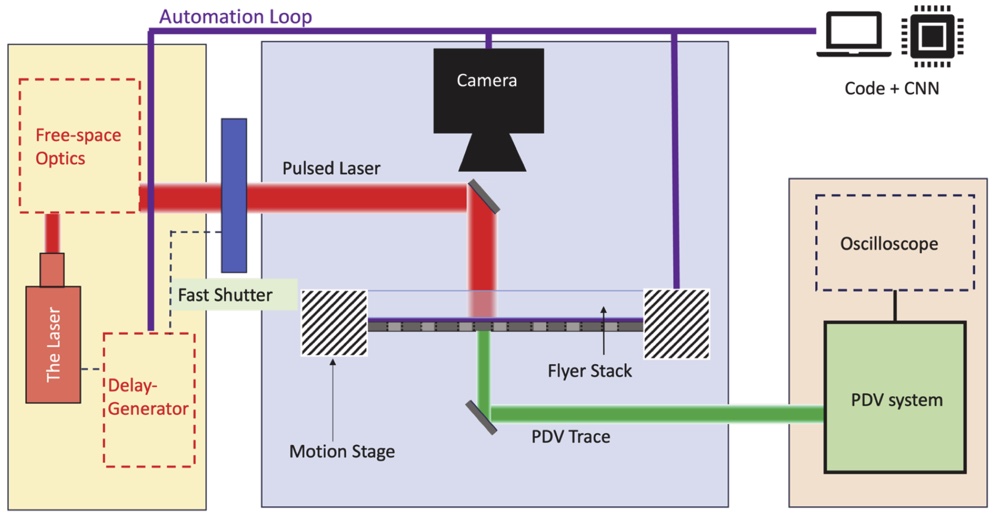 Automation Loop
Camera
Code + CNN
Free-space
Optics
Pulsed Laser
Oscilloscope
Fast Shutter
The Laser
Delay-
Generator
Flyer Stack
PDV system
PDV Trace
Motion Stage